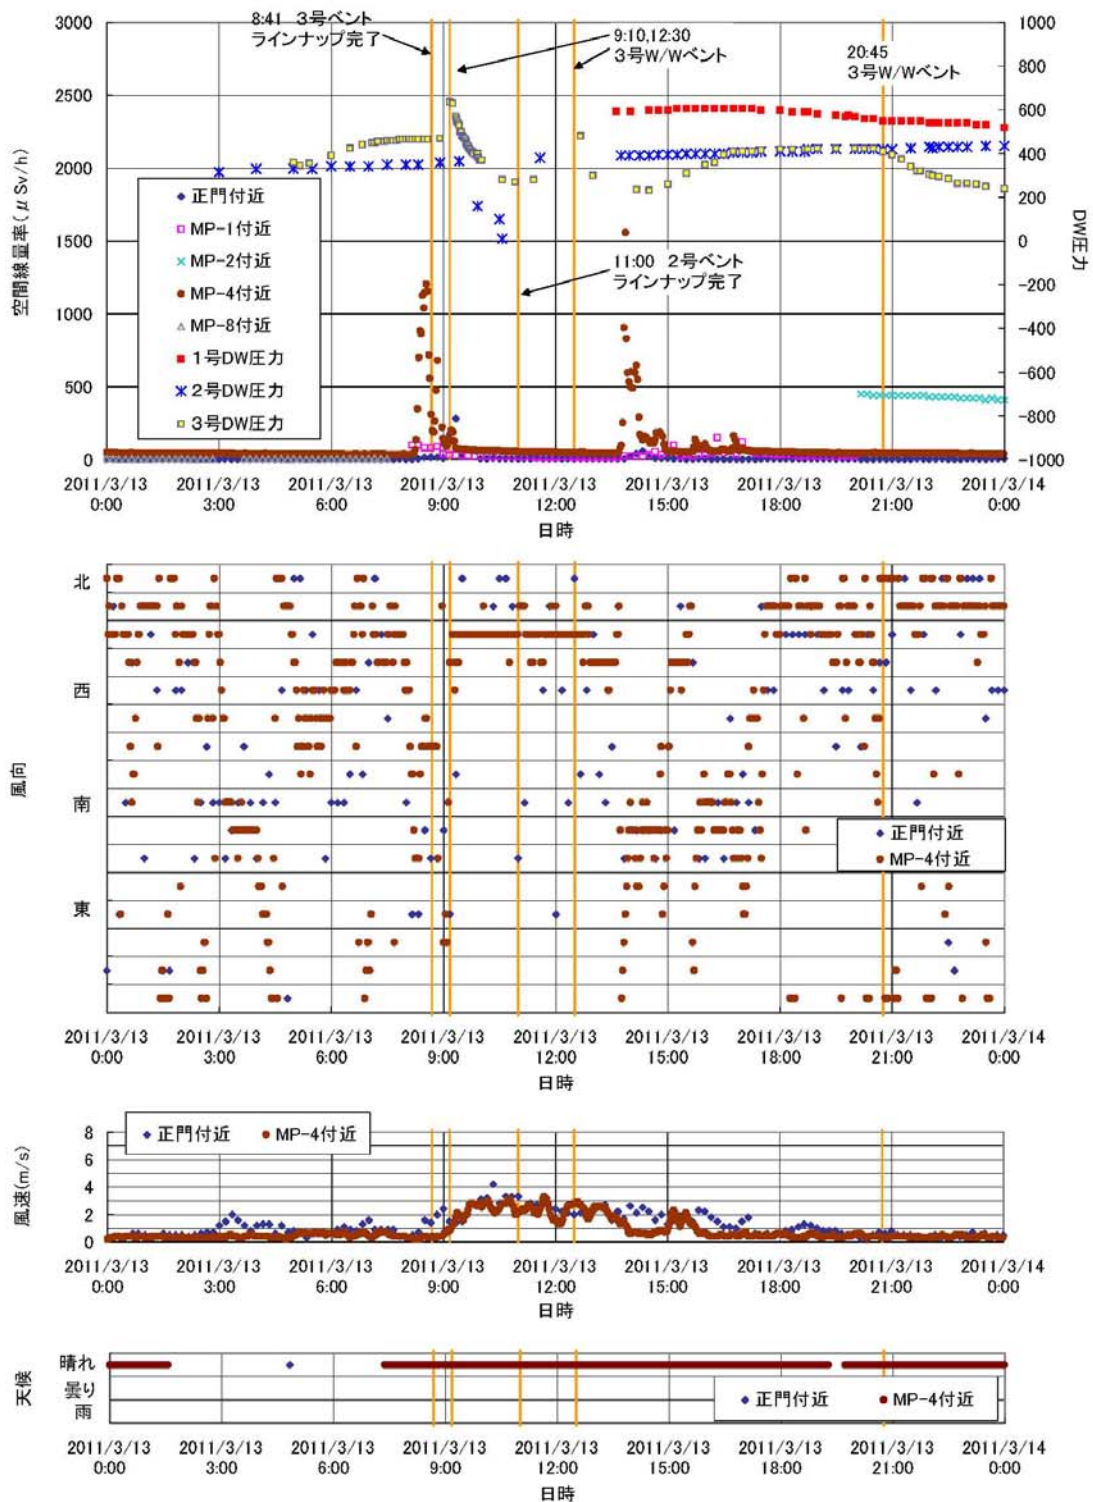 8:41 3号ベント
ラインナップ完了
9:10,12:30
3号W/Wベント
20:45
3号W/Wベント
11:00 2号ベント
ラインナップ完了
空間線量率(μSv/h)
3000
2500
2000
1500
1000
500
0
DW圧力
1000
800
600
400
200
0
-200
-400
-600
-800
-1000
正門付近
MP-1付近
MP-2付近
MP-4付近
MP-8付近
1号DW圧力
2号DW圧力
3号DW圧力
2011/3/13 2011/3/13 2011/3/13 2011/3/13 2011/3/13 2011/3/13 2011/3/13 2011/3/13 2011/3/14
0:00 3:00 6:00 9:00 12:00 15:00 18:00 21:00 0:00
日時
風向
北
西
南
東
正門付近
MP-4付近
2011/3/13 2011/3/13 2011/3/13 2011/3/13 2011/3/13 2011/3/13 2011/3/13 2011/3/13 2011/3/14
0:00 3:00 6:00 9:00 12:00 15:00 18:00 21:00 0:00
日時
風速(m/s)
8
6
4
2
0
正門付近 MP-4付近
2011/3/13 2011/3/13 2011/3/13 2011/3/13 2011/3/13 2011/3/13 2011/3/13 2011/3/13 2011/3/14
0:00 3:00 6:00 9:00 12:00 15:00 18:00 21:00 0:00
日時
天候
晴れ
曇り
雨
正門付近 MP-4付近
2011/3/13 2011/3/13 2011/3/13 2011/3/13 2011/3/13 2011/3/13 2011/3/13 2011/3/13 2011/3/14
0:00 3:00 6:00 9:00 12:00 15:00 18:00 21:00 0:00
日時